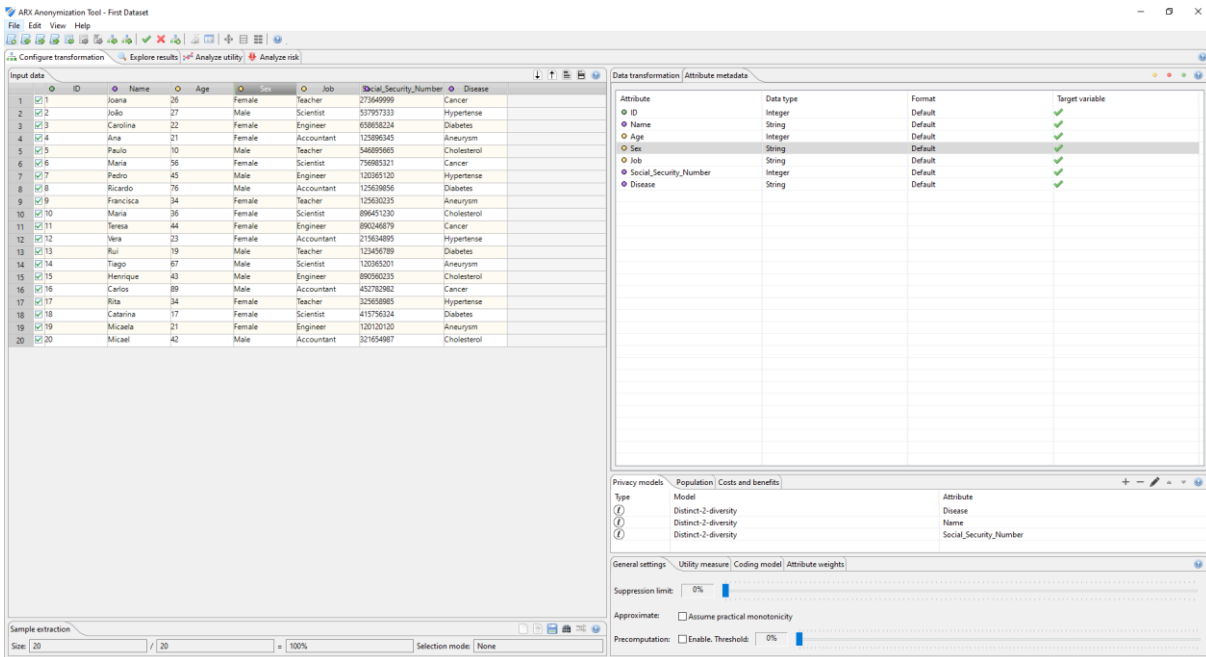 ARX Anonymization Tool - First Dataset
File Edit View Help
Configure transformation Explore results Analyze utility Analyze risk
Input data
ID Name Age Sex Job Social_Security_Number Disease
1 1 Joana 26 Female Teacher 273649999 Cancer
2 2 João 27 Male Scientist 537957333 Hypertense
3 3 Carolina 22 Female Engineer 658658224 Diabetes
4 4 Ana 21 Female Accountant 125896345 Aneurysm
5 5 Paulo 10 Male Teacher 546895665 Cholesterol
6 6 Maria 56 Female Scientist 756985321 Cancer
7 7 Pedro 45 Male Engineer 120365120 Hypertense
8 8 Ricardo 76 Male Accountant 125639856 Diabetes
9 9 Francisca 34 Female Teacher 125630235 Aneurysm
10 10 Maria 36 Female Scientist 896451230 Cholesterol
11 11 Teresa 44 Female Engineer 890246879 Cancer
12 12 Vera 23 Female Accountant 215634895 Hypertense
13 13 Rui 19 Male Teacher 123456789 Diabetes
14 14 Tiago 67 Male Scientist 120365201 Aneurysm
15 15 Henrique 43 Male Engineer 890560235 Cholesterol
16 16 Carlos 89 Male Accountant 452782982 Cancer
17 17 Rita 34 Female Teacher 325658985 Hypertense
18 18 Catarina 17 Female Scientist 415756324 Diabetes
19 19 Micaela 21 Female Engineer 120120120 Aneurysm
20 20 Micael 42 Male Accountant 321654987 Cholesterol
Sample extraction
Size: 20 / 20 = 100% Selection mode: None
Data transformation Attribute metadata
Attribute Data type Format Target variable
ID Integer Default
Name String Default
Age Integer Default
Sex String Default
Job String Default
Social_Security_Number Integer Default
Disease String Default
Privacy models Population Costs and benefits
Type Model Attribute
Distinct-2-diversity Disease
Distinct-2-diversity Name
Distinct-2-diversity Social_Security_Number
General settings Utility measure Coding model Attribute weights
Suppression limit: 0%
Approximate: Assume practical monotonicity
Precomputation: Enable. Threshold: 0%